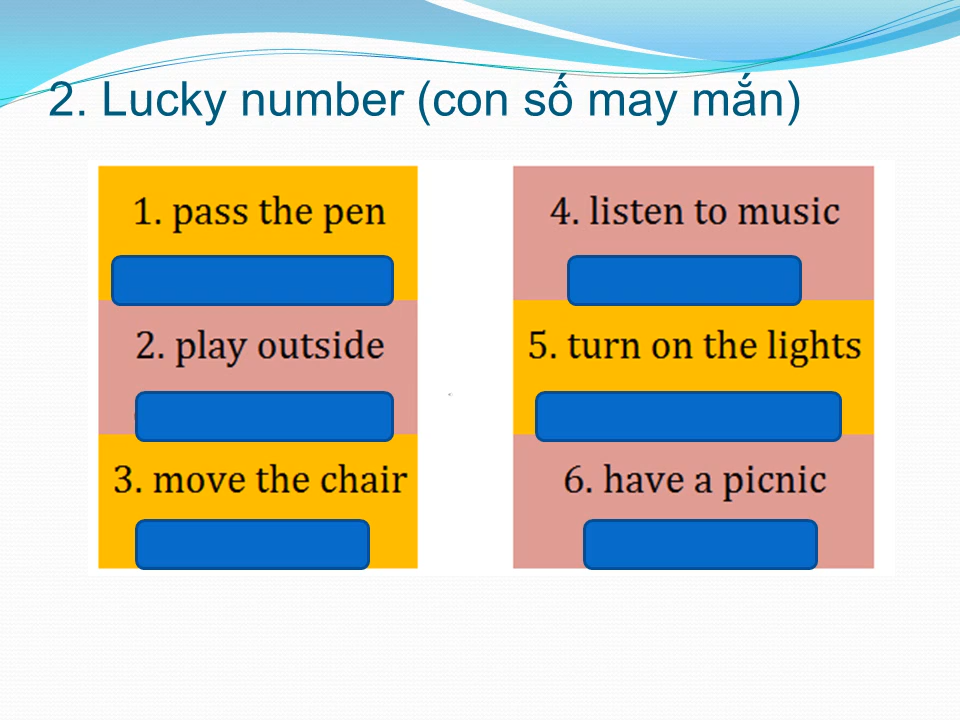 2. Lucky number (con số may mắn)
1. pass the pen
2. play outside
3. move the chair
4. listen to music
5. turn on the lights
6. have a picnic